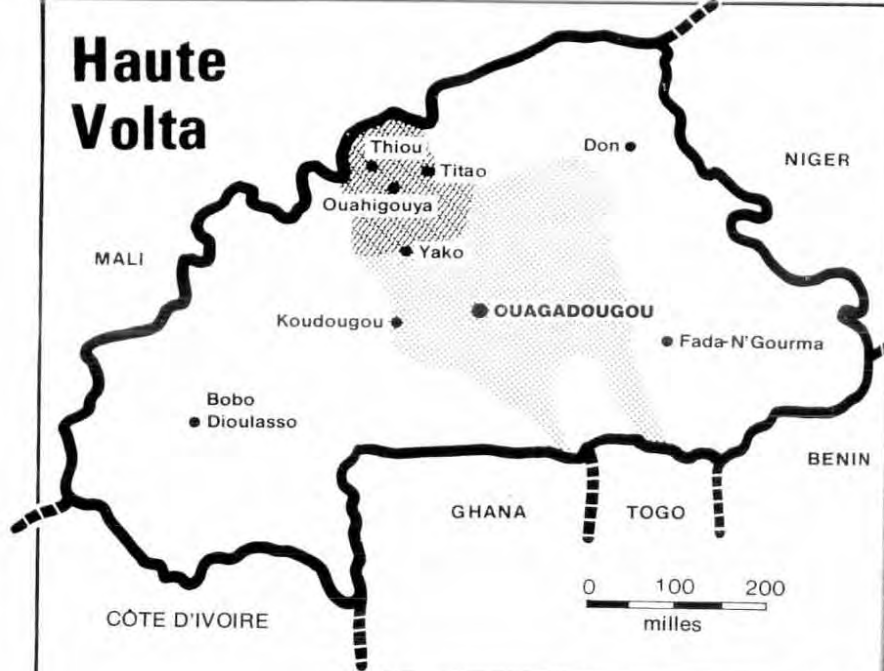 Haute
Volta
Thiou
Titao
Ouahigouya
Don
NIGER
MALI
Yako
Koudougou
OUAGADOUGOU
Fada-N'Gourma
Bobo
Dioulasso
BENIN
GHANA
TOGO
0 100 200
milles
CÔTE D'IVOIRE